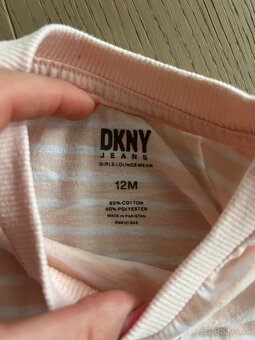 DKNY
JEANS
GIRLS LOUNGEWEAR
12M
60% COTTON
40% POLYESTER
MADE IN PAKISTAN